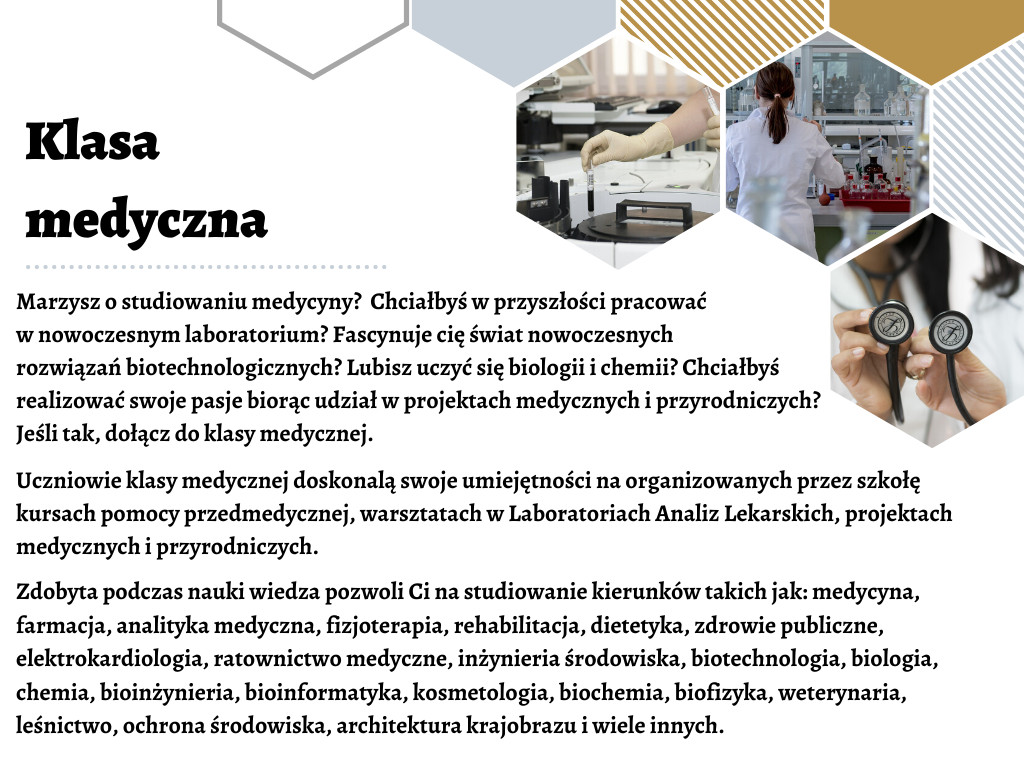 Klasa
medyczna
Marzysz o studiowaniu medycyny? Chciałbyś w przyszłości pracować
w nowoczesnym laboratorium? Fascynuje cię świat nowoczesnych
rozwiązań biotechnologicznych? Lubisz uczyć się biologii i chemii? Chciałbyś
realizować swoje pasje biorąc udział w projektach medycznych i przyrodniczych?
Jeśli tak, dołącz do klasy medycznej.
Uczniowie klasy medycznej doskonalą swoje umiejętności na organizowanych przez szkołę
kursach pomocy przedmedycznej, warsztatach w Laboratoriach Analiz Lekarskich, projektach
medycznych i przyrodniczych.
Zdobyta podczas nauki wiedza pozwoli Ci na studiowanie kierunków takich jak: medycyna,
farmacja, analityka medyczna, fizjoterapia, rehabilitacja, dietetyka, zdrowie publiczne,
elektrokardiologia, ratownictwo medyczne, inżynieria środowiska, biotechnologia, biologia,
chemia, bioinżynieria, bioinformatyka, kosmetologia, biochemia, biofizyka, weterynaria,
leśnictwo, ochrona środowiska, architektura krajobrazu i wiele innych.